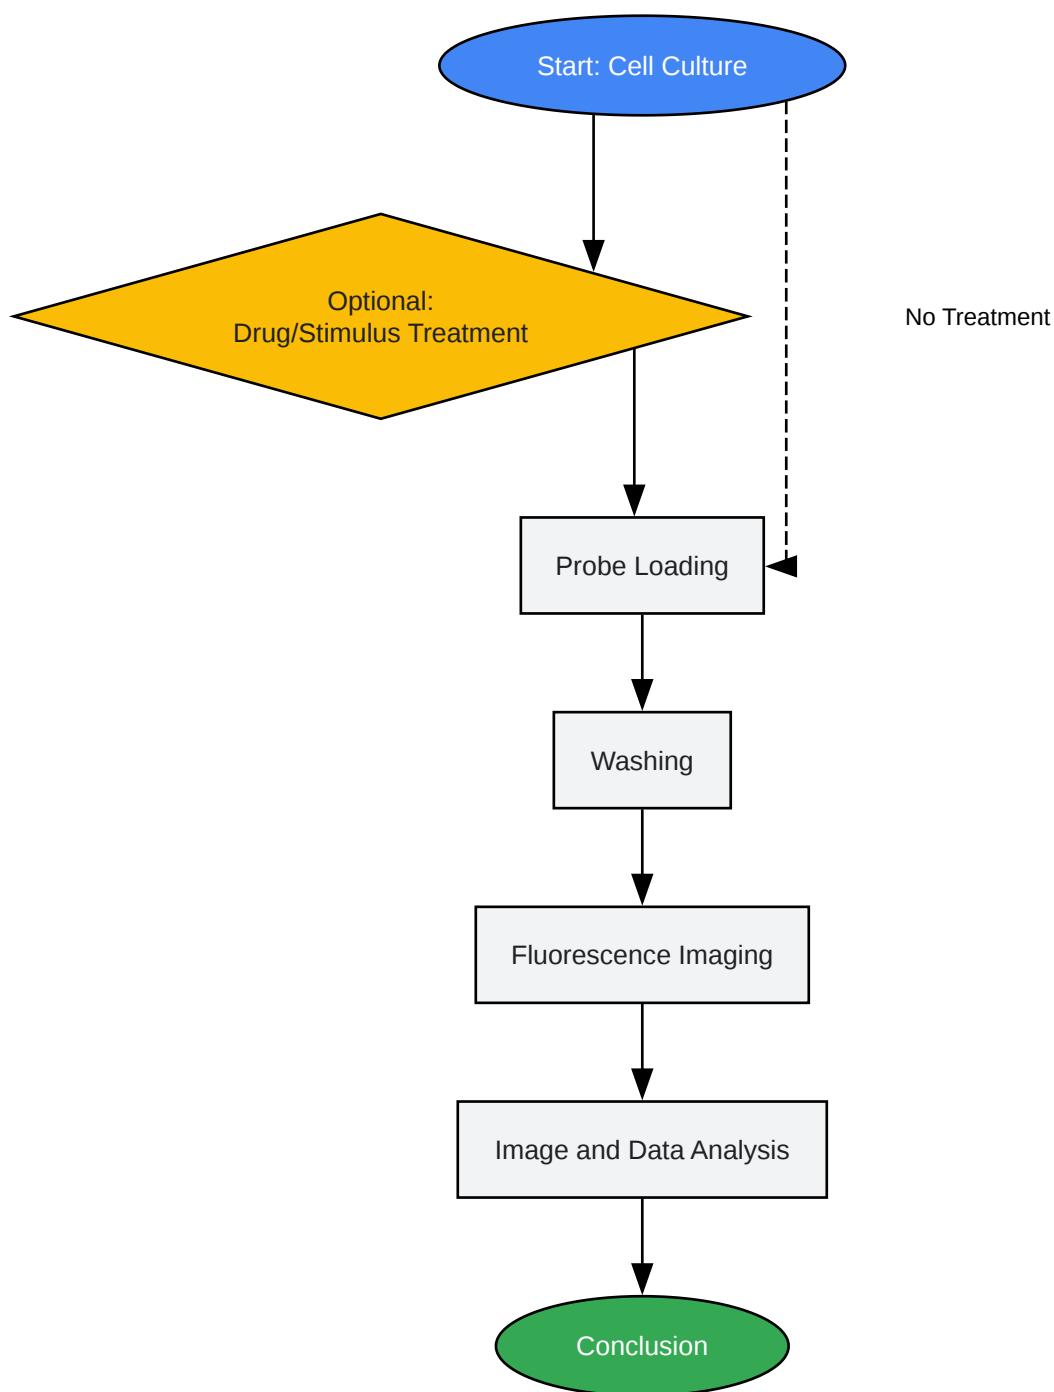 Start: Cell Culture
Optional:
Drug/Stimulus Treatment
No Treatment
Probe Loading
Washing
Fluorescence Imaging
Image and Data Analysis
Conclusion